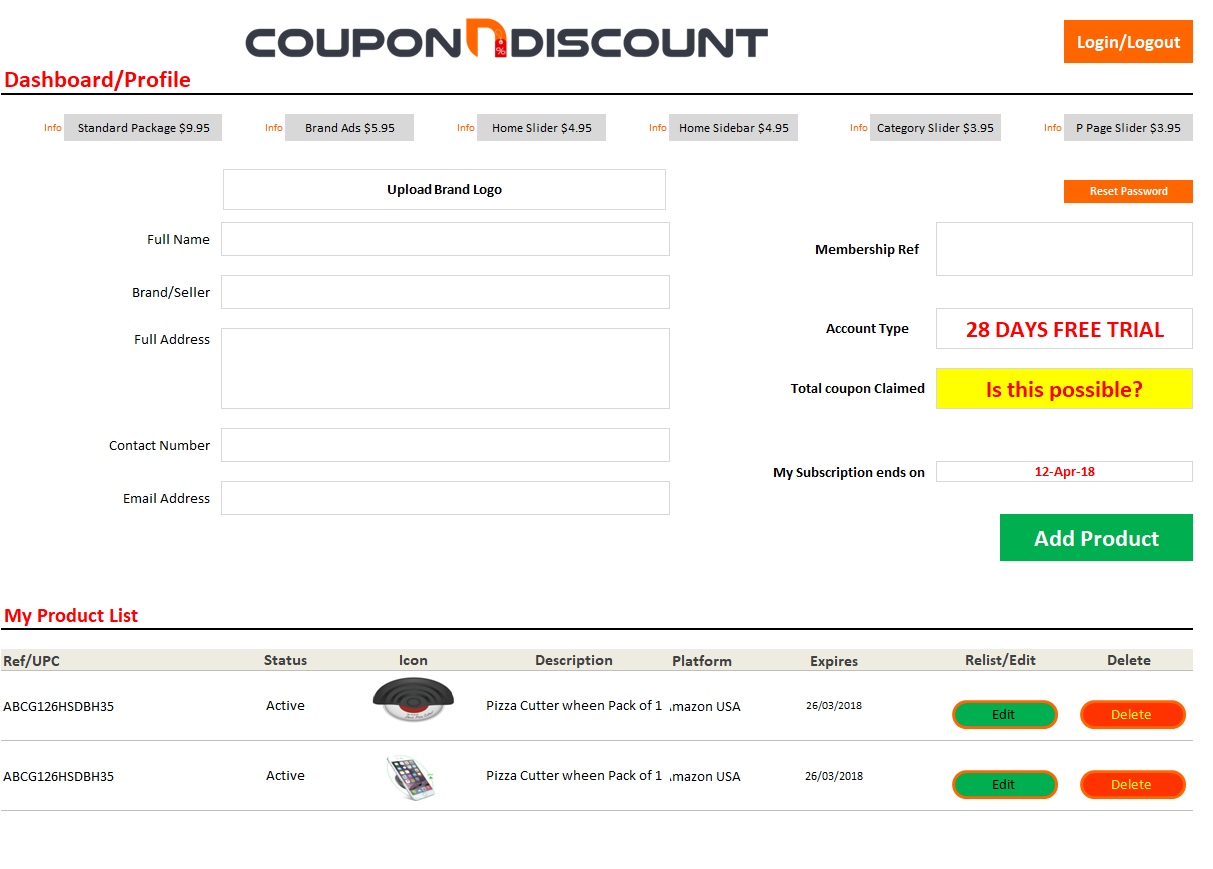 COUPON DISCOUNT
%
Login/Logout
Dashboard/Profile
Info Standard Package $9.95 Info Brand Ads $5.95 Info Home Slider $4.95 Info Home Sidebar $4.95 Info Category Slider $3.95 Info P Page Slider $3.95
Upload Brand Logo
Reset Password
Full Name
Membership Ref
Brand/Seller
Account Type 28 DAYS FREE TRIAL
Full Address
Total coupon Claimed Is this possible?
Contact Number
My Subscription ends on 12-Apr-18
Email Address
Add Product
My Product List
Ref/UPC Status Icon Description Platform Expires Relist/Edit Delete
ABCG126HSDBH35 Active Pizza Cutter wheen Pack of 1 mazon USA 26/03/2018 Edit Delete
ABCG126HSDBH35 Active Pizza Cutter wheen Pack of 1 mazon USA 26/03/2018 Edit Delete